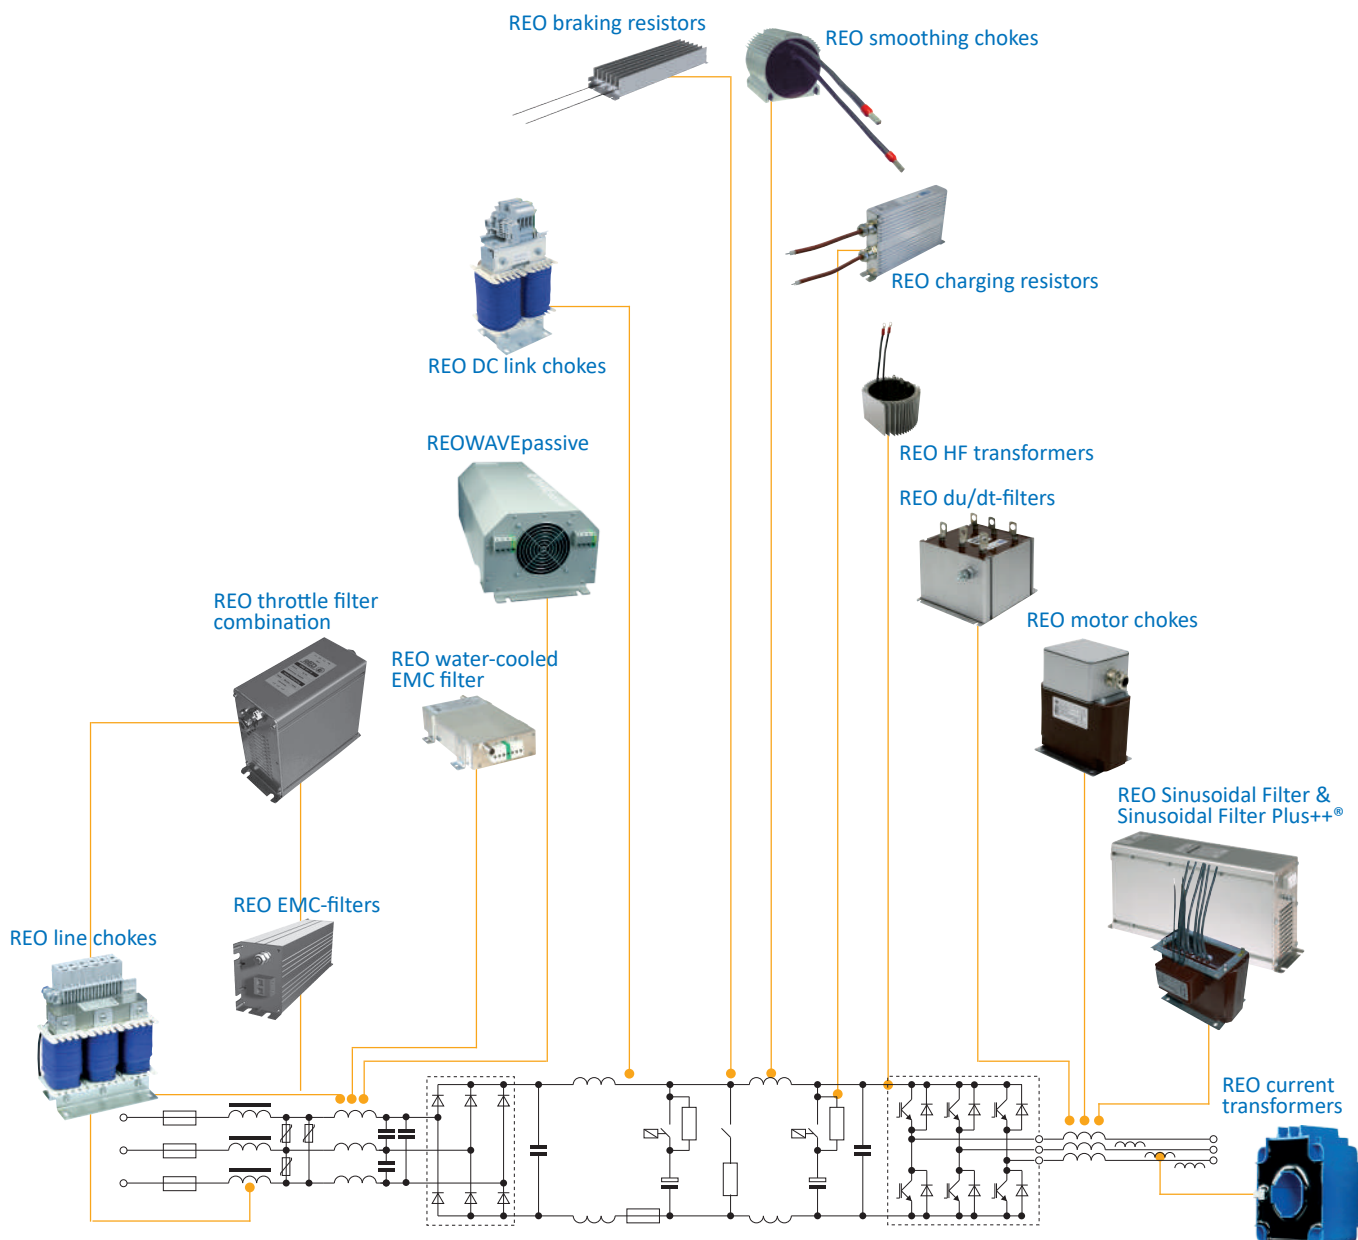 REO braking resistors
REO smoothing chokes
REO charging resistors
REO DC link chokes
REO HF transformers
REOWAVEpassive
REO du/dt-filters
REO throttle filter
combination
REO water-cooled
EMC filter
REO motor chokes
REO Sinusoidal Filter &
Sinusoidal Filter Plus++®
REO EMC-filters
REO line chokes
REO current
transformers